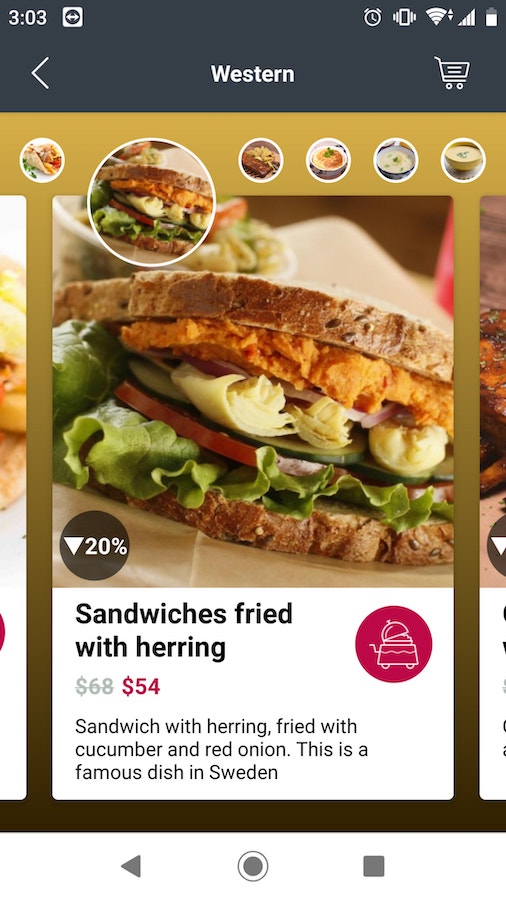 3:03
Western
▼20%
Sandwiches fried
with herring
$68 $54
Sandwich with herring, fried with
cucumber and red onion. This is a
famous dish in Sweden